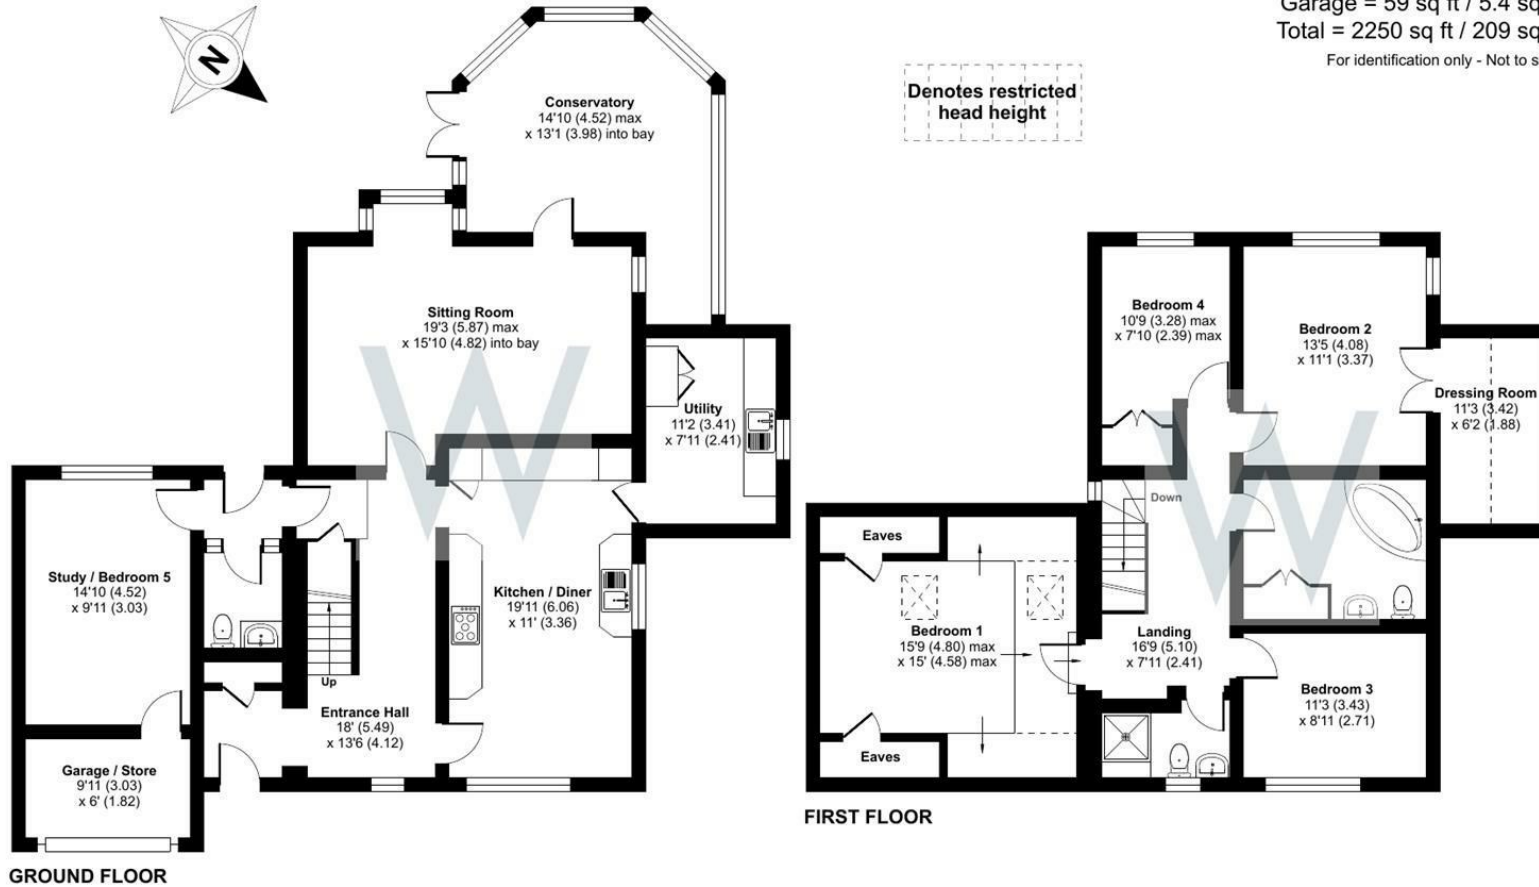 Garage = 59 sq ft / 5.4 sq
Total = 2250 sq ft / 209 sq
For identification only - Not to s
N
Denotes restricted
head height
Conservatory
14'10 (4.52) max
x 13'1 (3.98) into bay
Sitting Room
19'3 (5.87) max
x 15'10 (4.82) into bay
Utility
11'2 (3.41)
x 7'11 (2.41)
Study / Bedroom 5
14'10 (4.52)
x 9'11 (3.03)
Kitchen / Diner
19'11 (6.06)
x 11' (3.36)
Up
Entrance Hall
18' (5.49)
x 13'6 (4.12)
Garage / Store
9'11 (3.03)
x 6' (1.82)
GROUND FLOOR
Bedroom 4
10'9 (3.28) max
x 7'10 (2.39) max
Bedroom 2
13'5 (4.08)
x 11'1 (3.37)
Dressing Room
11'3 (3.42)
x 6'2 (1.88)
Down
Eaves
Bedroom 1
15'9 (4.80) max
x 15' (4.58) max
Landing
16'9 (5.10)
x 7'11 (2.41)
Bedroom 3
11'3 (3.43)
x 8'11 (2.71)
Eaves
FIRST FLOOR
W
W